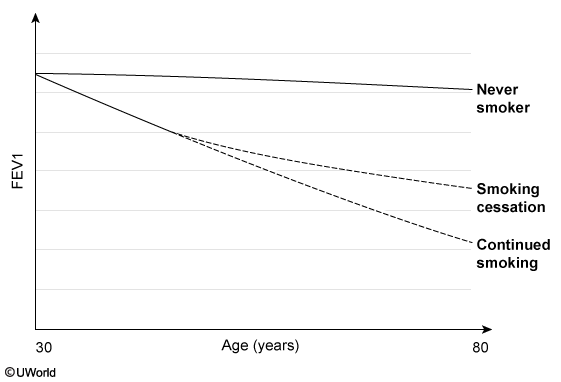 Never
smoker
FEV1
Smoking
cessation
Continued
smoking
30
Age (years)
80
©UWorld